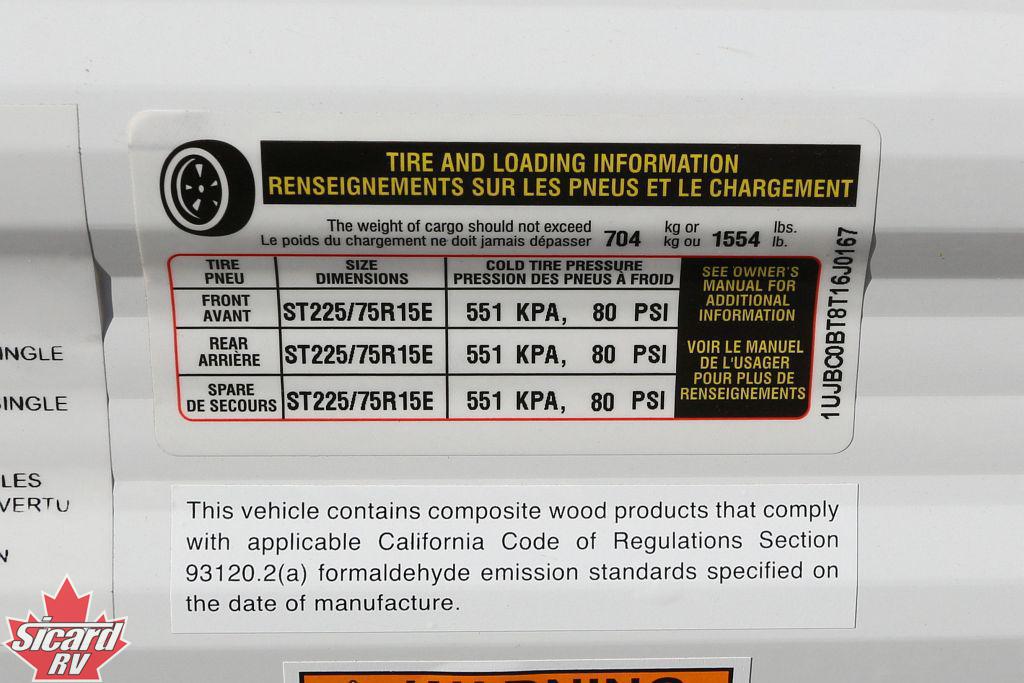 TIRE AND LOADING INFORMATION
RENSEIGNEMENTS SUR LES PNEUS ET LE CHARGEMENT
The weight of cargo should not exceed 704 kg or 1554 lbs.
Le poids du chargement ne doit jamais dépasser kg ou lb.
TIRE SIZE COLD TIRE PRESSURE
PNEU DIMENSIONS PRESSION DES PNEUS À FROID
FRONT
AVANT ST225/75R15E 551 KPA, 80 PSI
REAR
ARRIÈRE ST225/75R15E 551 KPA, 80 PSI
SPARE
DE SECOURS ST225/75R15E 551 KPA, 80 PSI
SEE OWNER'S
MANUAL FOR
ADDITIONAL
INFORMATION
VOIR LE MANUEL
DE L'USAGER
POUR PLUS DE
RENSEIGNEMENTS
1UJBC0BT8T16J0167
INGLE
SINGLE
LES
VERTU
N
This vehicle contains composite wood products that comply
with applicable California Code of Regulations Section
93120.2(a) formaldehyde emission standards specified on
the date of manufacture.
Sicard
RV
WARNING